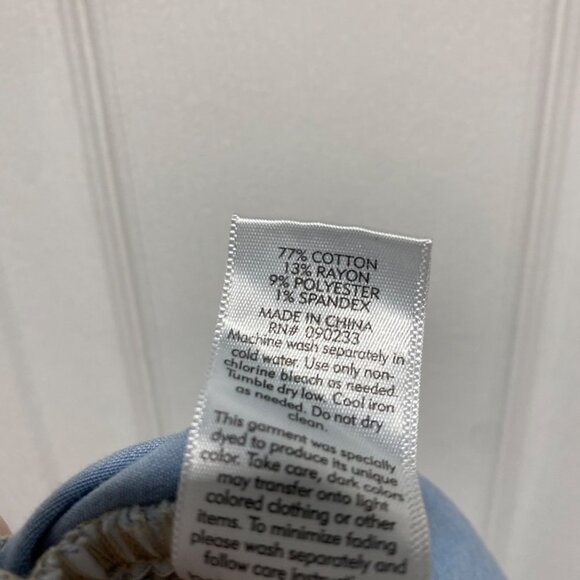 77% COTTON
13% RAYON
9% POLYESTER
1% SPANDEX
MADE IN CHINA
RN# 090233
Machine wash separately in
cold water. Use only non-
chlorine bleach as needed.
Tumble dry low. Cool iron
as needed. Do not dry
clean.
This garment was specially
dyed to produce its unique
color. Take care, dark colors
may transfer onto light
colored clothing or other
items. To minimize fading
please wash separately and
follow care